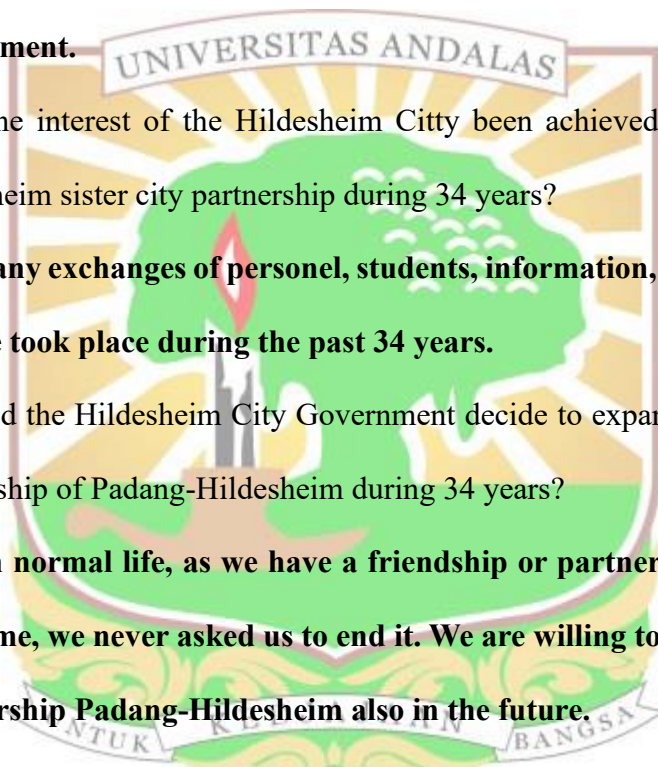 ment.
UNIVERSITAS ANDALAS
ne interest of the Hildesheim Citty been achieved
heim sister city partnership during 34 years?
any exchanges of personel, students, information,
e took place during the past 34 years.
d the Hildesheim City Government decide to expan
ship of Padang-Hildesheim during 34 years?
n normal life, as we have a friendship or partner
me, we never asked us to end it. We are willing to
rship Padang-Hildesheim also in the future.
NTUK BANGSA